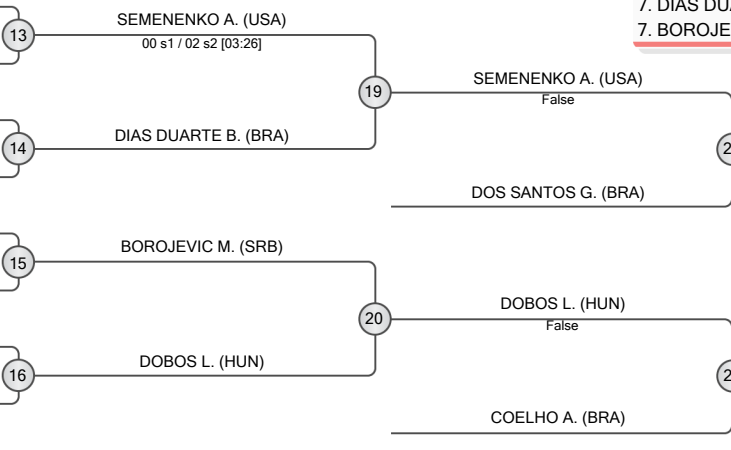 7. DIAS DUA
7. BOROJE
SEMENENKO A. (USA)
13
00 s1 / 02 s2 [03:26]
19
SEMENENKO A. (USA)
False
DIAS DUARTE B. (BRA)
14
2
DOS SANTOS G. (BRA)
BOROJEVIC M. (SRB)
15
DOBOS L. (HUN)
20
False
DOBOS L. (HUN)
16
2
COELHO A. (BRA)